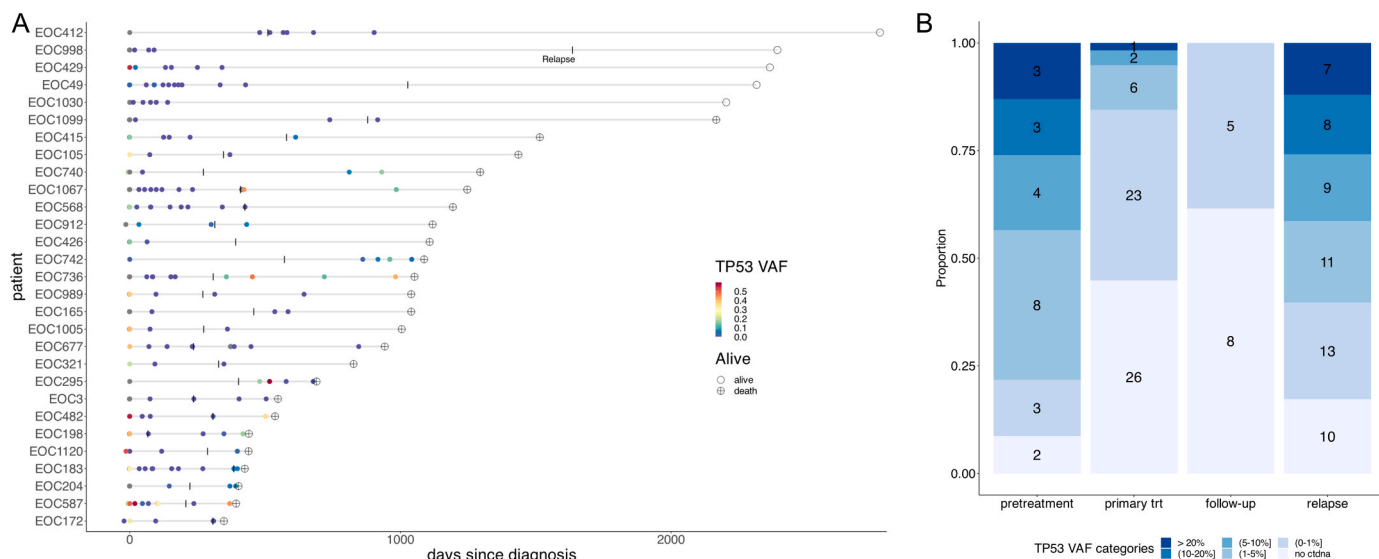 A
EOC412
EOC998
EOC429
EOC49
EOC1030
EOC1099
EOC415
EOC105
EOC740
EOC1067
EOC568
EOC912
EOC426
EOC742
EOC736
EOC989
EOC165
EOC1005
EOC677
EOC321
EOC295
EOC3
EOC482
EOC198
EOC1120
EOC183
EOC204
EOC587
EOC172
patient
Relapse
TP53 VAF
0.5
0.4
0.3
0.2
0.1
0.0
Alive
alive
death
0
1000
2000
days since diagnosis
B
Proportion
1.00
0.75
0.50
0.25
0.00
3
3
4
8
3
2
1
2
6
23
26
5
8
7
8
9
11
13
10
pretreatment
primary trt
follow-up
relapse
TP53 VAF categories
> 20%
(10-20%]
(5-10%]
(1-5%]
(0-1%]
no ctdna